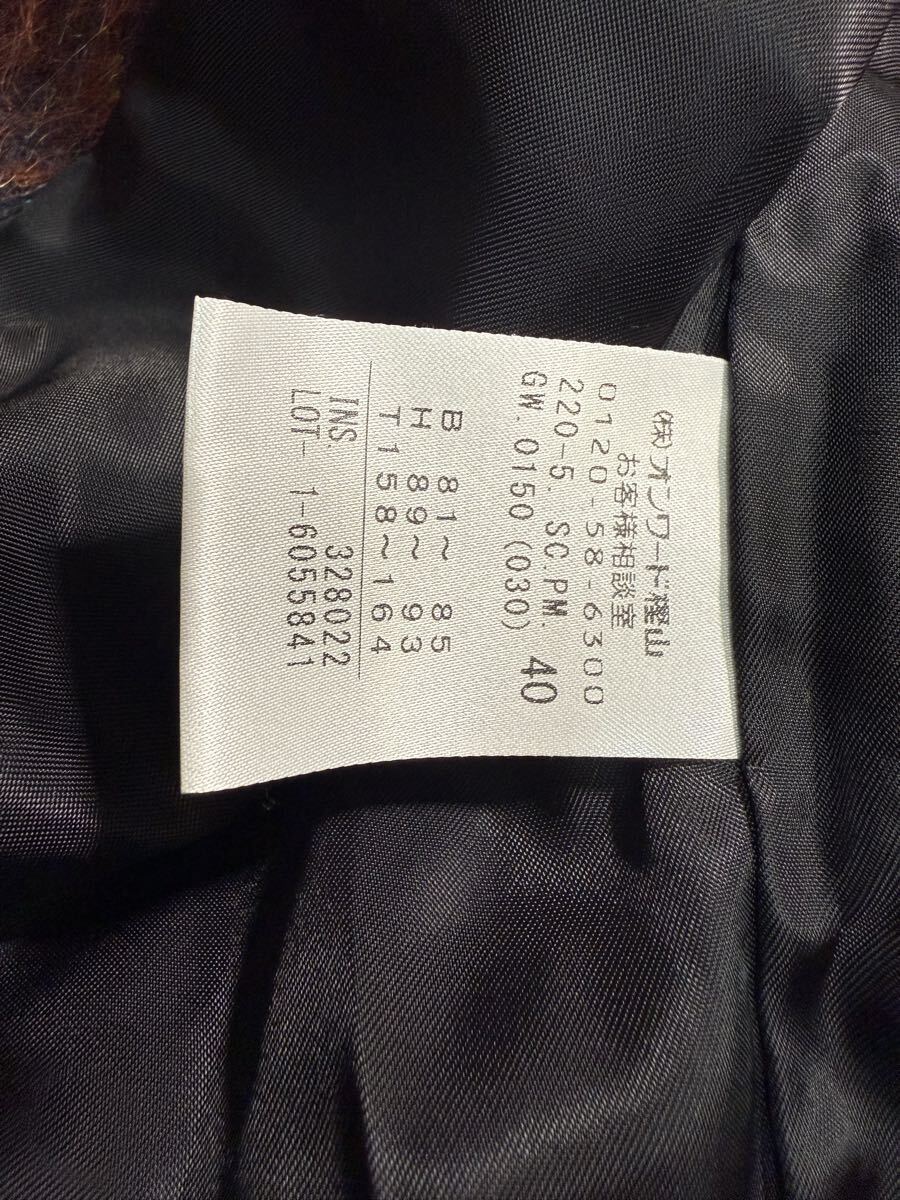 (株)オンワード樫山
お客様相談室
0120-58-6300
220-5. SC.PM.
GW.0150(030) 40
B 81~ 85
H 89~ 93
T158~164
INS 328022
LOT- 1-6055841